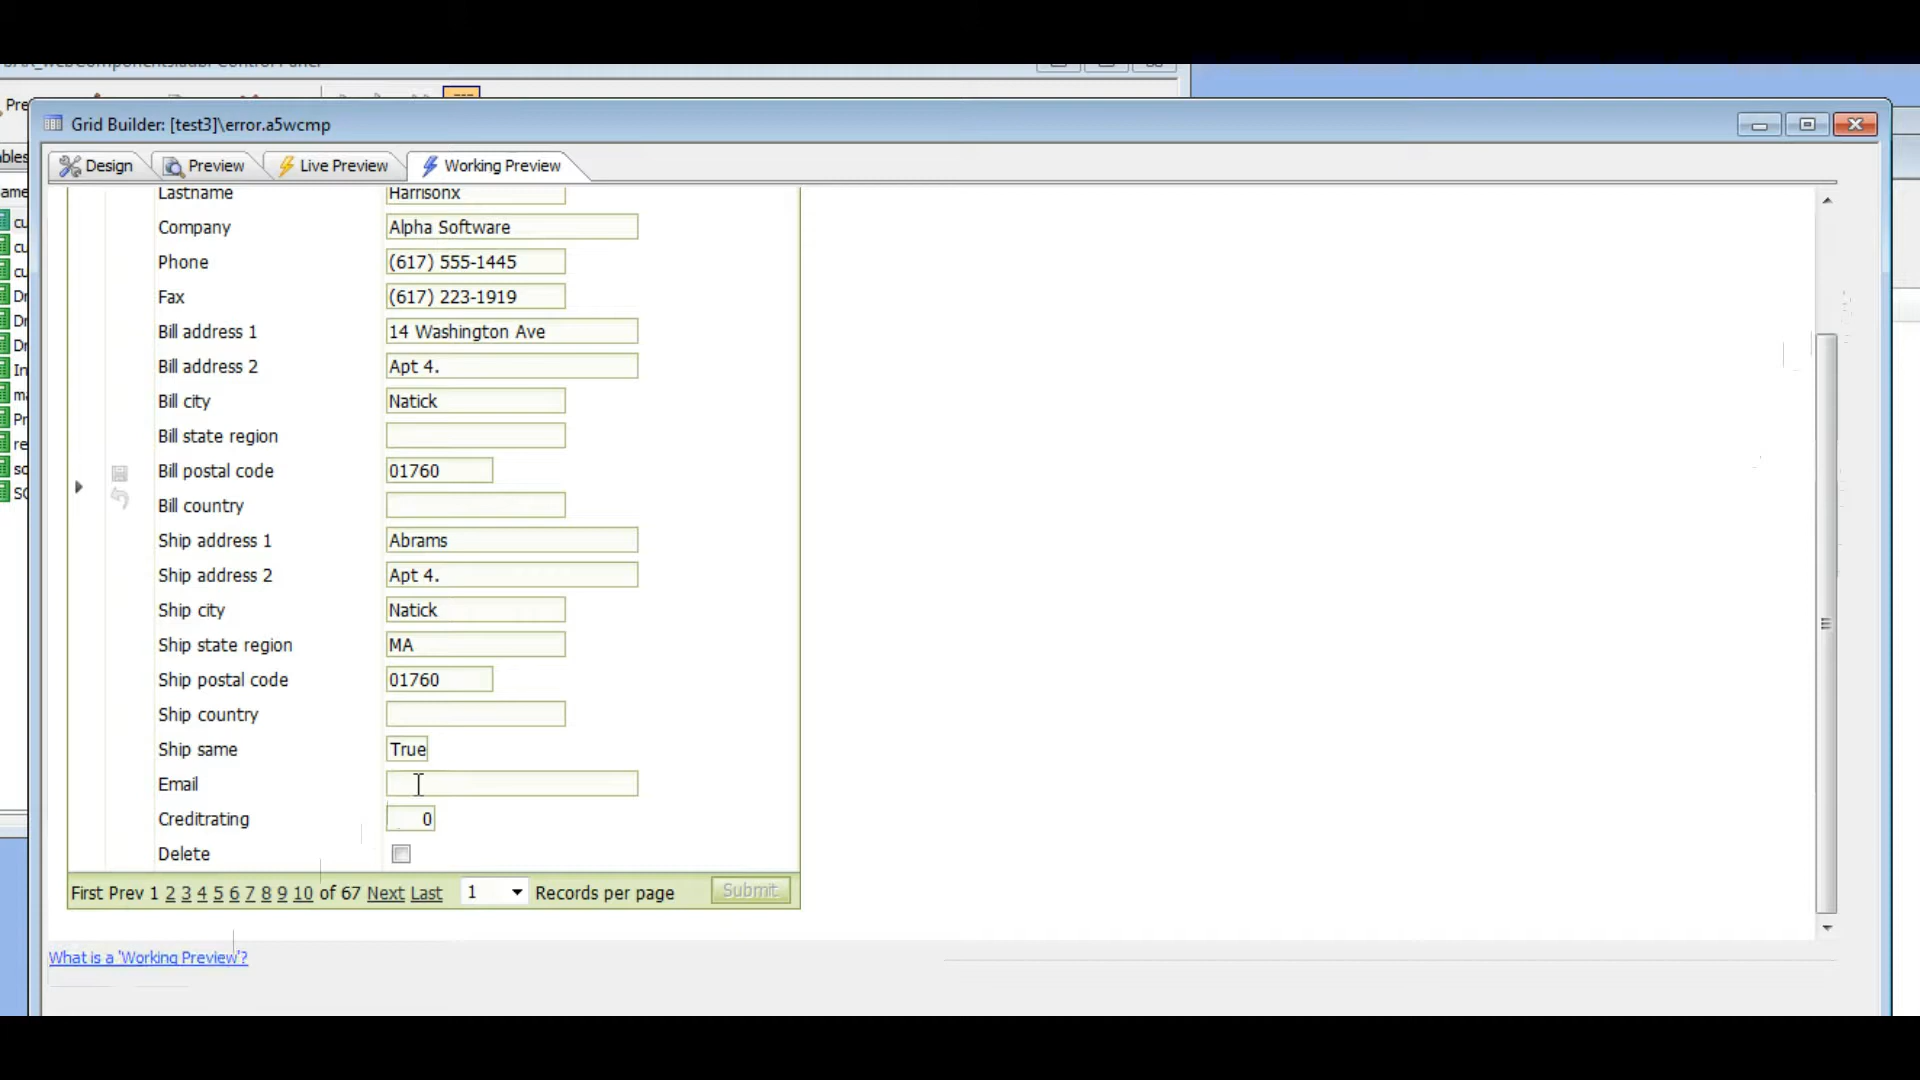 Pre
Grid Builder: [test3]\error.a5wcmp
Design Preview Live Preview Working Preview
Lastname Harrisonx
Company Alpha Software
Phone (617) 555-1445
Fax (617) 223-1919
Bill address 1 14 Washington Ave
Bill address 2 Apt 4.
Bill city Natick
Bill state region
Bill postal code 01760
Bill country
Ship address 1 Abrams
Ship address 2 Apt 4.
Ship city Natick
Ship state region MA
Ship postal code 01760
Ship country
Ship same True
Email
Creditrating 0
Delete
First Prev 1 2 3 4 5 6 7 8 9 10 of 67 Next Last 1 Records per page Submit
What is a 'Working Preview'?